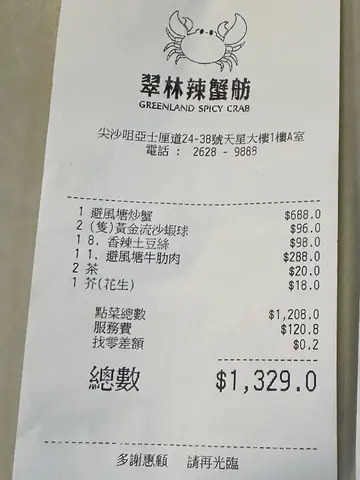 翠林辣蟹舫
GREENLAND SPICY CRAB
尖沙咀亞士厘道24-38號天星大樓1樓A室
電話 : 2628 - 9888
1 避風塘炒蟹 $688.0
2 (隻)黃金流沙蝦球 $96.0
1 8. 香辣土豆絲 $98.0
1 1. 避風塘牛肋肉 $288.0
2 茶 $20.0
1 芥(花生) $18.0
點菜總數 $1,208.0
服務費 $120.8
找零差額 $0.2
總數 $1,329.0
多謝惠顧 請再光臨